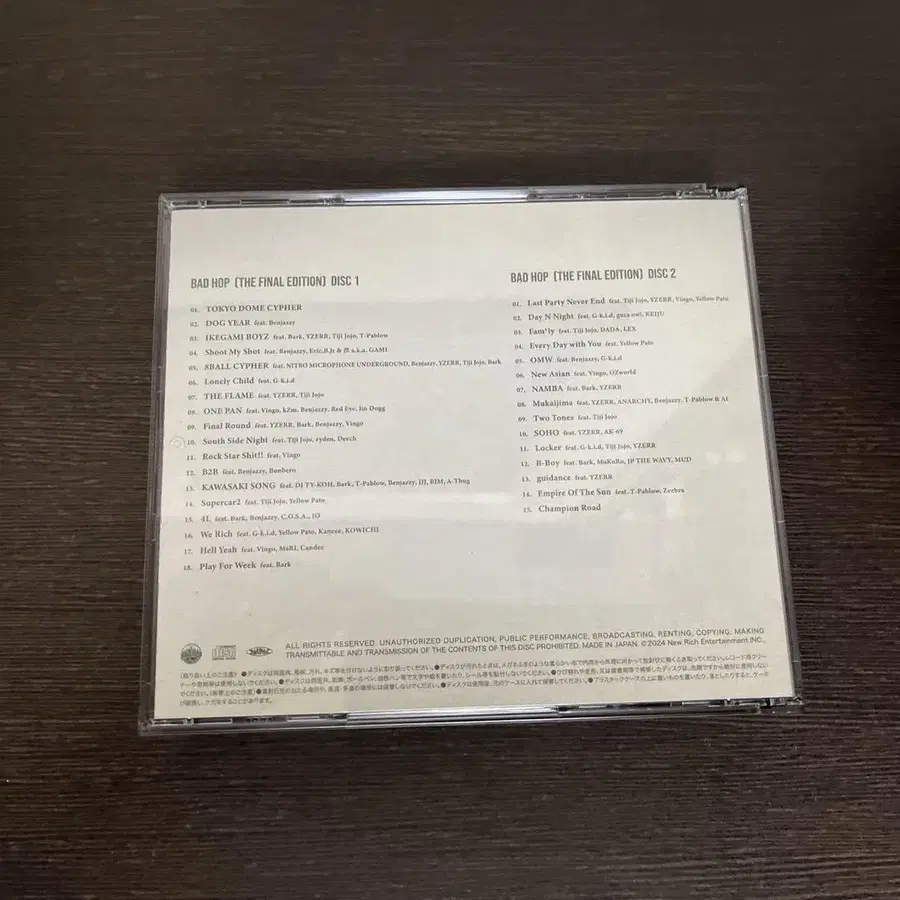 BAD HOP (THE FINAL EDITION) DISC 1
01. TOKYO DOME CYPHER
02. DOG YEAR feat. Benjazzy
03. IKEGAMI BOYZ feat. Bark, YZERR, Tiji Jojo, T-Pablow
04. Shoot My Shot feat. Benjazzy, Eric.B.Jr & a.k.a. GAMI
05. 8BALL CYPHER feat. NITRO MICROPHONE UNDERGROUND, Benjazzy, YZERR, Tiji Jojo, Bark
06. Lonely Child feat. G-k.i.d
07. THE FLAME feat. YZERR, Tiji Jojo
08. ONE PAN feat. Vingo, kZm, Benjazzy, Red Eye, Jin Dogg
09. Final Round feat. YZERR, Bark, Benjazzy, Vingo
10. South Side Night feat. Tiji Jojo, eyden, Deech
11. Rock Star Shit!! feat. Vingo
12. B2B feat. Benjazzy, Bonbero
13. KAWASAKI SONG feat. DJ TY-KOH, Bark, T-Pablow, Benjazzy, JJJ, BIM, A-Thug
14. Supercar2 feat. Tiji Jojo, Yellow Pato
15. 4L feat. Bark, Benjazzy, C.O.S.A., IO
16. We Rich feat. G-k.i.d, Yellow Pato, Kaneee, KOWICHI
17. Hell Yeah feat. Vingo, MaRI, Candee
18. Play For Week feat. Bark
BAD HOP (THE FINAL EDITION) DISC 2
01. Last Party Never End feat. Tiji Jojo, YZERR, Vingo, Yellow Pato
02. Day N Night feat. G-k.i.d, guca owl, KEIJU
03. Fam'ly feat. Tiji Jojo, DADA, LEX
04. Every Day with You feat. Yellow Pato
05. OMW feat. Benjazzy, G-k.i.d
06. New Asian feat. Vingo, OZworld
07. NAMBA feat. Bark, YZERR
08. Mukaijima feat. YZERR, ANARCHY, Benjazzy, T-Pablow & AI
09. Two Tones feat. Tiji Jojo
10. SOHO feat. YZERR, AK-69
11. Locker feat. G-k.i.d, Tiji Jojo, YZERR
12. B-Boy feat. Bark, MuKuRo, JP THE WAVY, MUD
13. guidance feat. YZERR
14. Empire Of The Sun feat. T-Pablow, Zeebra
15. Champion Road
ALL RIGHTS RESERVED. UNAUTHORIZED DUPLICATION, PUBLIC PERFORMANCE, BROADCASTING, RENTING, COPYING, MAKING
TRANSMITTABLE AND TRANSMISSION OF THE CONTENTS OF THIS DISC PROHIBITED. MADE IN JAPAN. ©2024 New Rich Entertainment INC.,